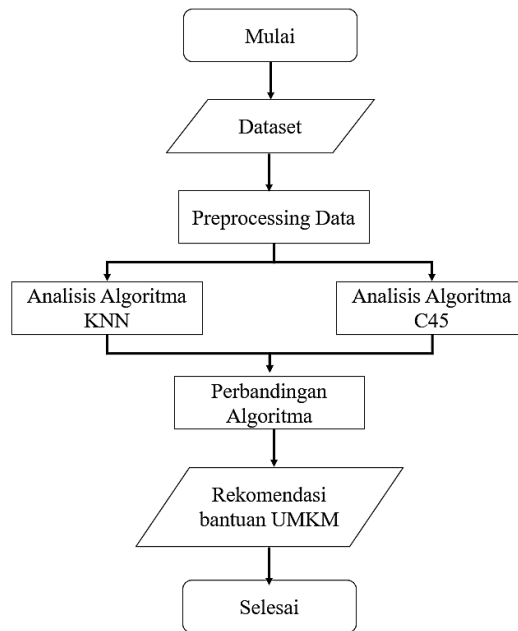 Mulai
Dataset
Preprocessing Data
Analisis Algoritma
KNN
Analisis Algoritma
C45
Perbandingan
Algoritma
Rekomendasi
bantuan UMKM
Selesai